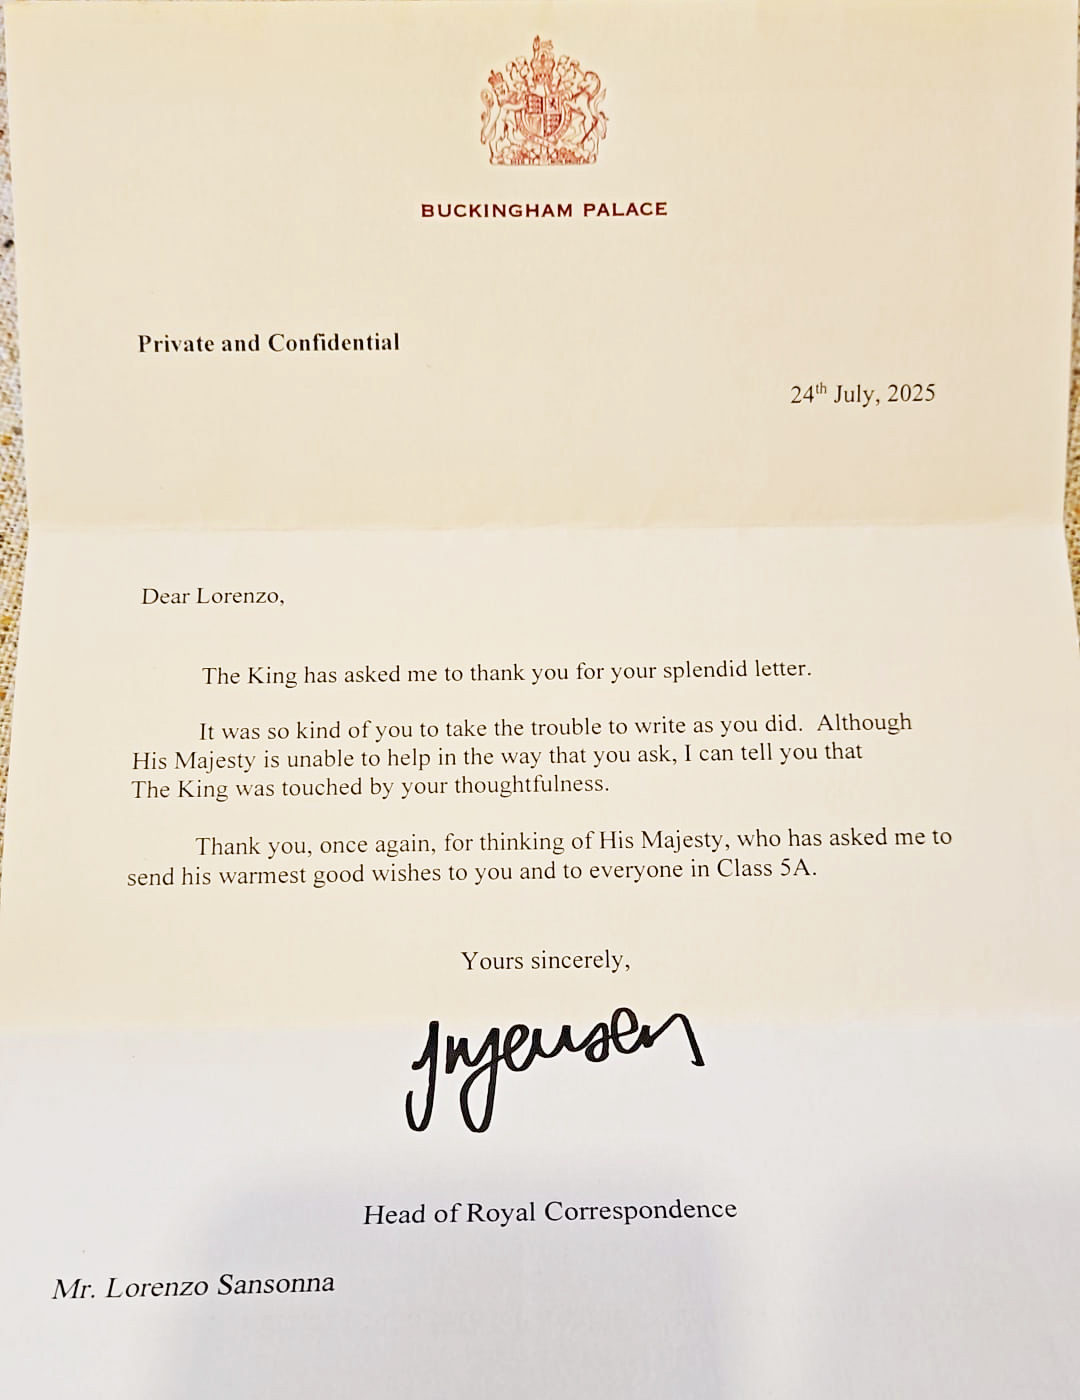 BUCKINGHAM PALACE
Private and Confidential
24th July, 2025
Dear Lorenzo,
The King has asked me to thank you for your splendid letter.
It was so kind of you to take the trouble to write as you did. Although
His Majesty is unable to help in the way that you ask, I can tell you that
The King was touched by your thoughtfulness.
Thank you, once again, for thinking of His Majesty, who has asked me to
send his warmest good wishes to you and to everyone in Class 5A.
Yours sincerely,
Head of Royal Correspondence
Mr. Lorenzo Sansonna